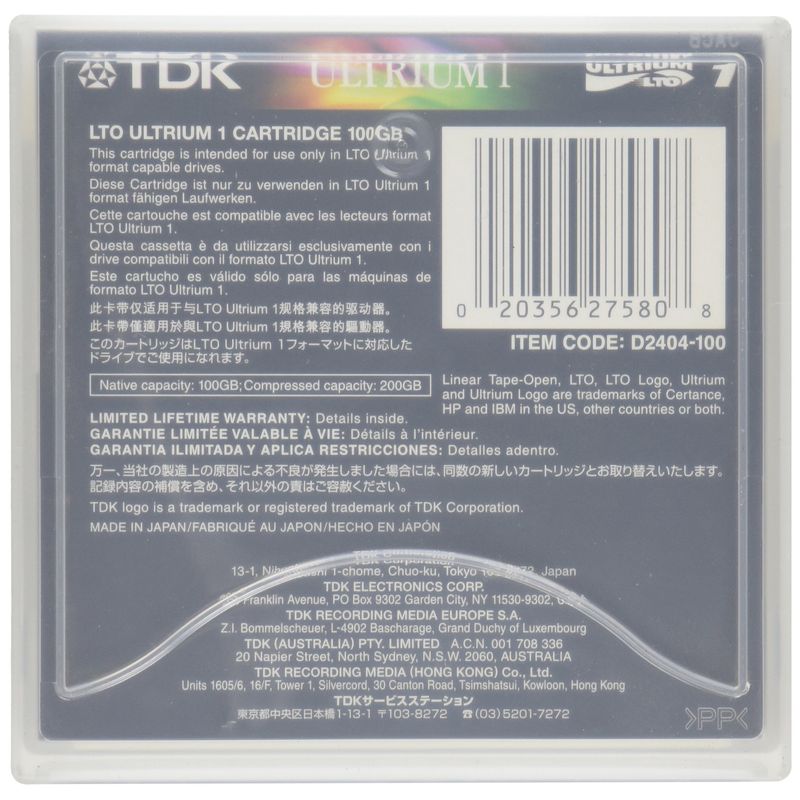 TDK ULTRIUM 1 ULTRIUM LTO 1
LTO ULTRIUM 1 CARTRIDGE 100GB
This cartridge is intended for use only in LTO Ultrium 1
format capable drives.
Diese Cartridge ist nur zu verwenden in LTO Ultrium 1
format fähigen Laufwerken.
Cette cartouche est compatible avec les lecteurs format
LTO Ultrium 1.
Questa cassetta è da utilizzarsi esclusivamente con i
drive compatibili con il formato LTO Ultrium 1.
Este cartucho es válido sólo para las máquinas de
formato LTO Ultrium 1.
此卡带仅适用于与LTO Ultrium 1规格兼容的驱动器。
此卡帶僅適用於與LTO Ultrium 1規格兼容的驅動器。
このカートリッジはLTO Ultrium 1フォーマットに対応した
ドライブでご使用になれます。
Native capacity: 100GB; Compressed capacity: 200GB
0 20356 27580 8
ITEM CODE: D2404-100
Linear Tape-Open, LTO, LTO Logo, Ultrium
and Ultrium Logo are trademarks of Certance,
HP and IBM in the US, other countries or both.
LIMITED LIFETIME WARRANTY: Details inside.
GARANTIE LIMITÉE VALABLE À VIE: Détails à l'intérieur.
GARANTIA ILIMITADA Y APLICA RESTRICCIONES: Detalles adentro.
万一、当社の製造上の原因による不良が発生しました場合には、同数の新しいカートリッジとお取り替えいたします。
記録内容の補償を含め、それ以外の責はご容赦ください。
TDK logo is a trademark or registered trademark of TDK Corporation.
MADE IN JAPAN/FABRIQUÉ AU JAPON/HECHO EN JAPÓN
TDK Corporation
13-1, 1-chome, Chuo-ku, Tokyo Japan
TDK ELECTRONICS CORP.
Franklin Avenue, PO Box 9302 Garden City, NY 11530-9302,
TDK RECORDING MEDIA EUROPE S.A.
Z.I. Bommelscheuer, L-4902 Bascharage, Grand Duchy of Luxembourg
TDK (AUSTRALIA) PTY. LIMITED A.C.N. 001 708 336
20 Napier Street, North Sydney, N.S.W. 2060, AUSTRALIA
TDK RECORDING MEDIA (HONG KONG) Co., Ltd.
Units 1605/6, 16/F, Tower 1, Silvercord, 30 Canton Road, Tsimshatsui, Kowloon, Hong Kong
TDKサービスステーション
東京都中央区日本橋1-13-1 〒103-8272 ☎(03)5201-7272
>PP<